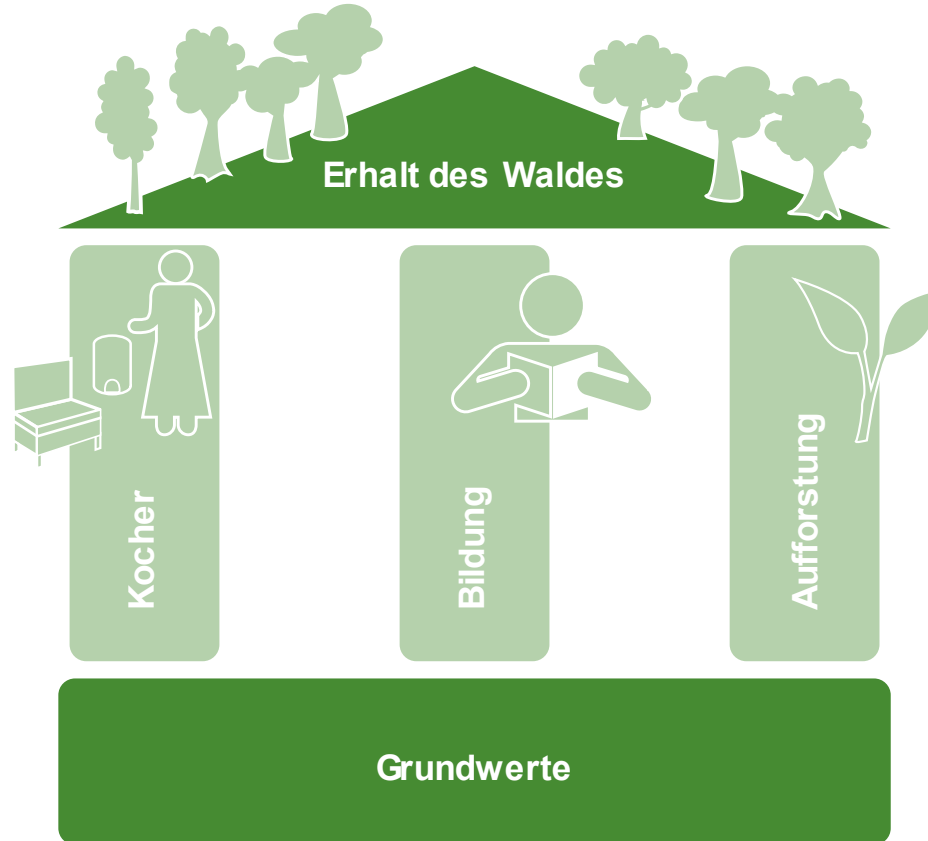 Erhalt des Waldes
Kocher
Bildung
Aufforstung
Grundwerte